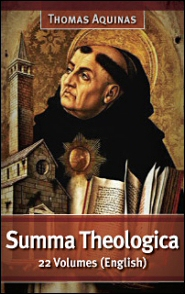 THOMAS AQUINAS
Summa Theologica
22 Volumes (English)